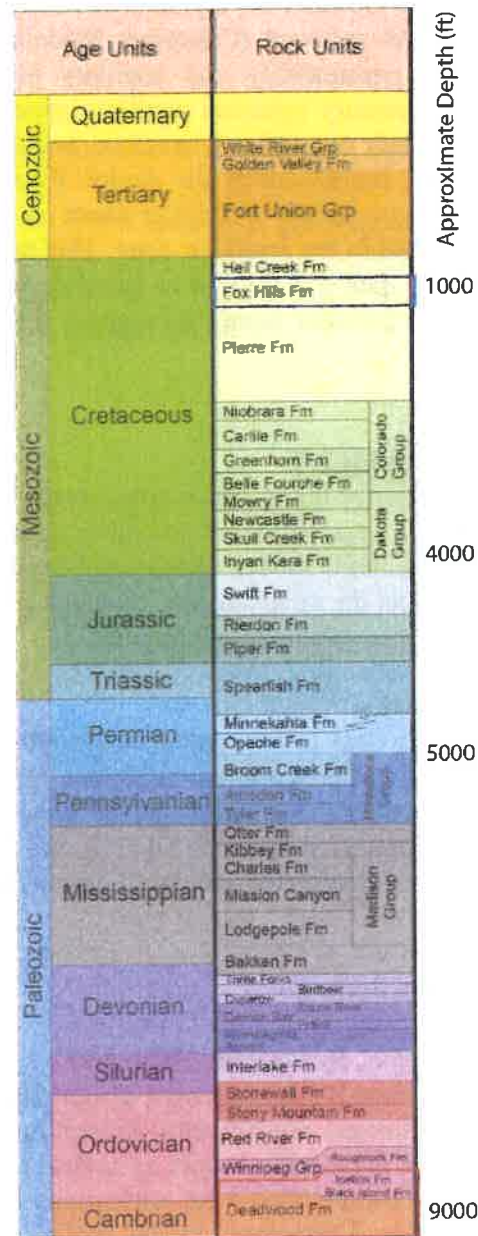 Age Units
Rock Units
Approximate Depth (ft)
Cenozoic
Quaternary
Tertiary
White River Grp
Golden Valley Fm
Fort Union Grp
Mesozoic
Cretaceous
Hell Creek Fm
Fox Hills Fm
1000
Pierre Fm
Niobrara Fm
Carlile Fm
Greenhorn Fm
Belle Fourche Fm
Colorado Group
Mowry Fm
Newcastle Fm
Skull Creek Fm
Inyan Kara Fm
Dakota Group
4000
Jurassic
Swift Fm
Rierdon Fm
Piper Fm
Triassic
Spearfish Fm
Paleozoic
Permian
Minnekahta Fm
Opeche Fm
5000
Broom Creek Fm
Pennsylvanian
Amsden Fm
Tyler Fm
Mississippian
Otter Fm
Kibbey Fm
Charles Fm
Mission Canyon
Lodgepole Fm
Madison Group
Bakken Fm
Devonian
Three Forks
Birdbear
Duperow
Silurian
Interlake Fm
Ordovician
Stonewall Fm
Stony Mountain Fm
Red River Fm
Winnipeg Grp
Roughlock Fm
Icebox Fm
Black Island Fm
Cambrian
Deadwood Fm
9000